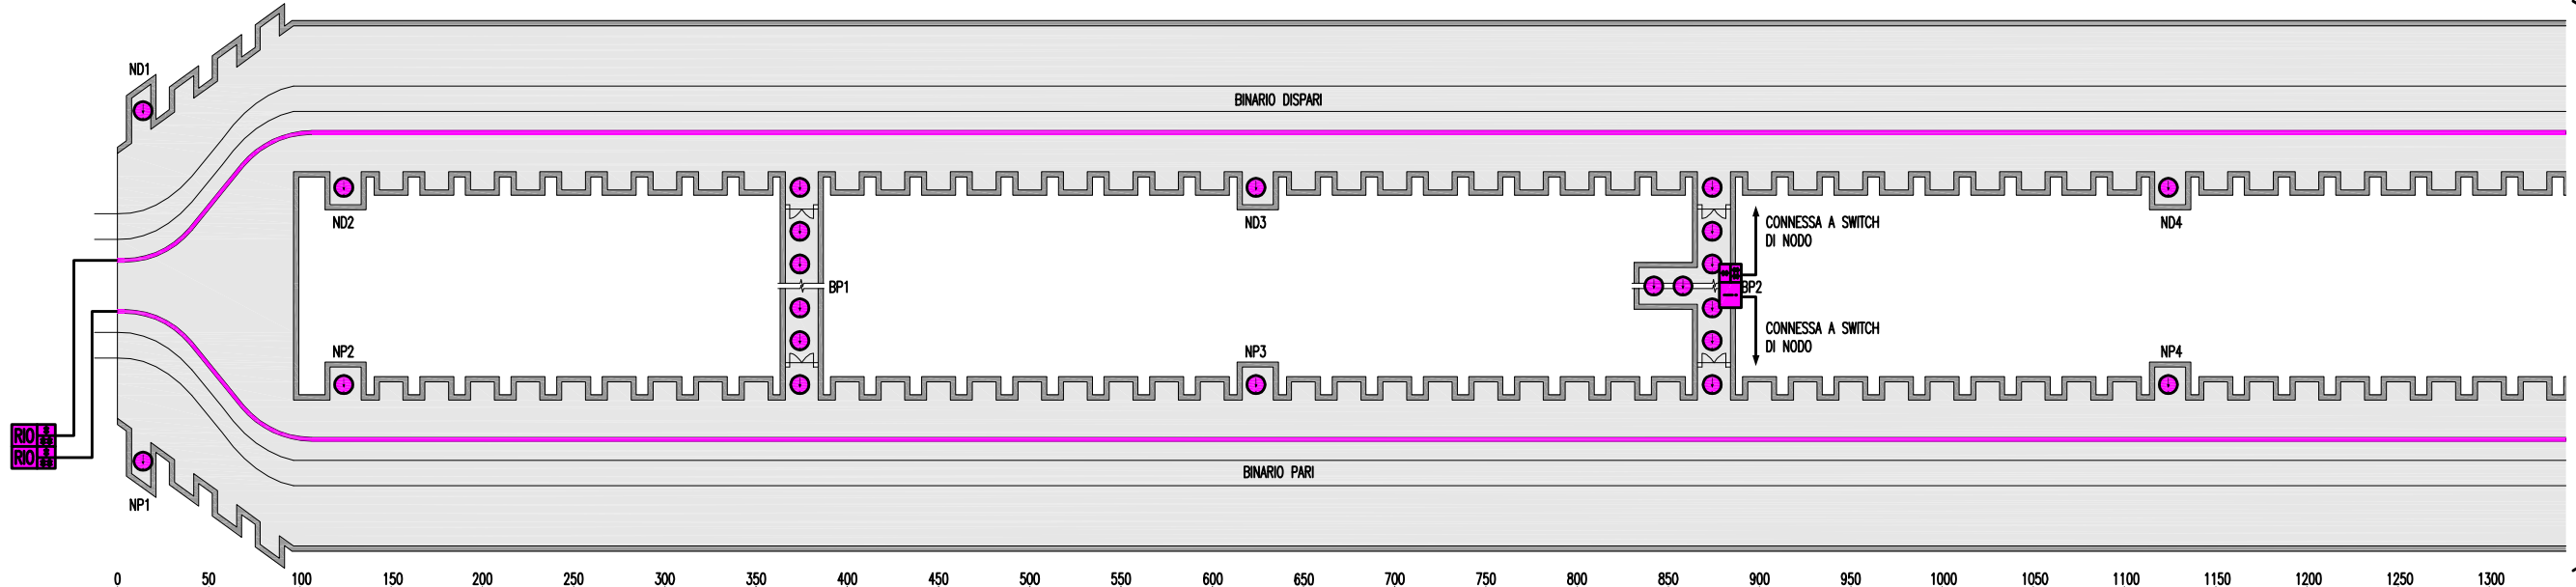 ND1
BINARIO DISPARI
ND2
ND3
CONNESSA A SWITCH
DI NODO
ND4
BP1
BP2
NP2
NP3
CONNESSA A SWITCH
DI NODO
NP4
RIO
RIO
BINARIO PARI
NP1
0 50 100 150 200 250 300 350 400 450 500 550 600 650 700 750 800 850 900 950 1000 1050 1100 1150 1200 1250 1300